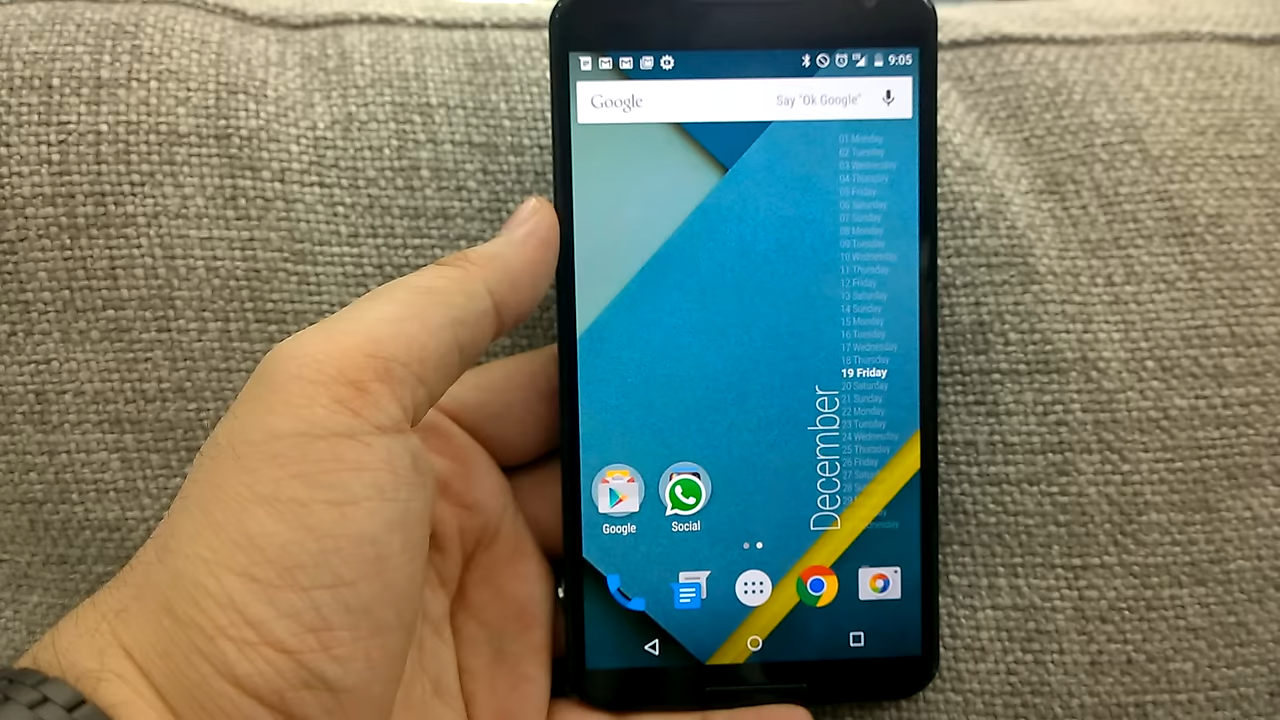 9:05
Google
Say "Ok Google"
01 Monday
02 Tuesday
03 Wednesday
04 Thursday
05 Friday
06 Saturday
07 Sunday
08 Monday
09 Tuesday
10 Wednesday
11 Thursday
12 Friday
13 Saturday
14 Sunday
15 Monday
16 Tuesday
17 Wednesday
18 Thursday
19 Friday
20 Saturday
21 Sunday
22 Monday
23 Tuesday
24 Wednesday
25 Thursday
26 Friday
27
28
29
December
Google
Social